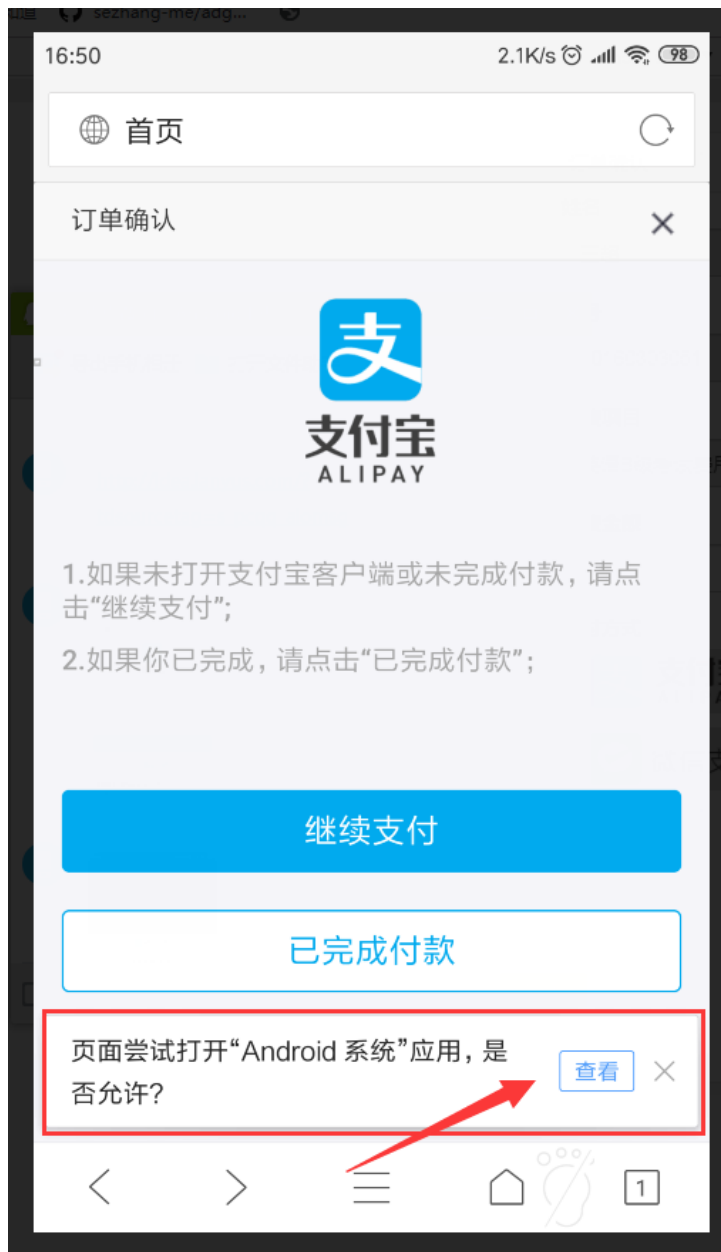 sezhang-me/adg...
16:50
2.1K/s
98
首页
订单确认
支
支付宝
ALIPAY
1.如果未打开支付宝客户端或未完成付款，请点
击“继续支付”;
2.如果你已完成，请点击“已完成付款”;
继续支付
已完成付款
页面尝试打开“Android 系统”应用，是
否允许?
查看
1